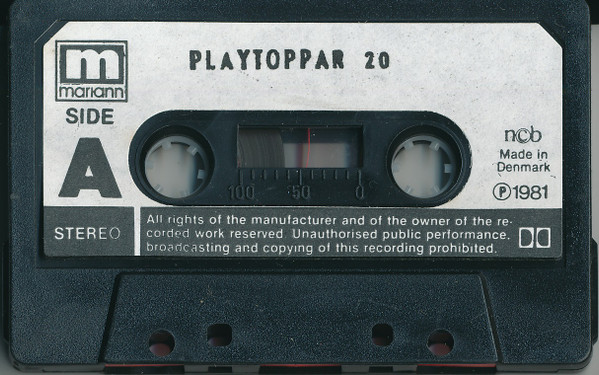 m
mariann
PLAYTOPPAR 20
SIDE
A
ncb
Made in
Denmark
℗1981
100 50 0
STEREO
All rights of the manufacturer and of the owner of the re-
corded work reserved. Unauthorised public performance,
broadcasting and copying of this recording prohibited.